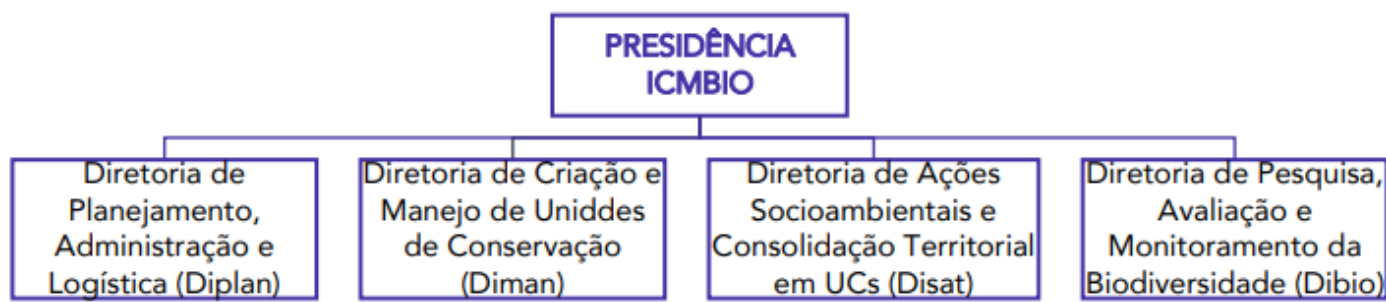 PRESIDÊNCIA
ICMBIO
Diretoria de
Planejamento,
Administração e
Logística (Diplan)
Diretoria de Criação e
Manejo de Uniddes
de Conservação
(Diman)
Diretoria de Ações
Socioambientais e
Consolidação Territorial
em UCs (Disat)
Diretoria de Pesquisa,
Avaliação e
Monitoramento da
Biodiversidade (Dibio)